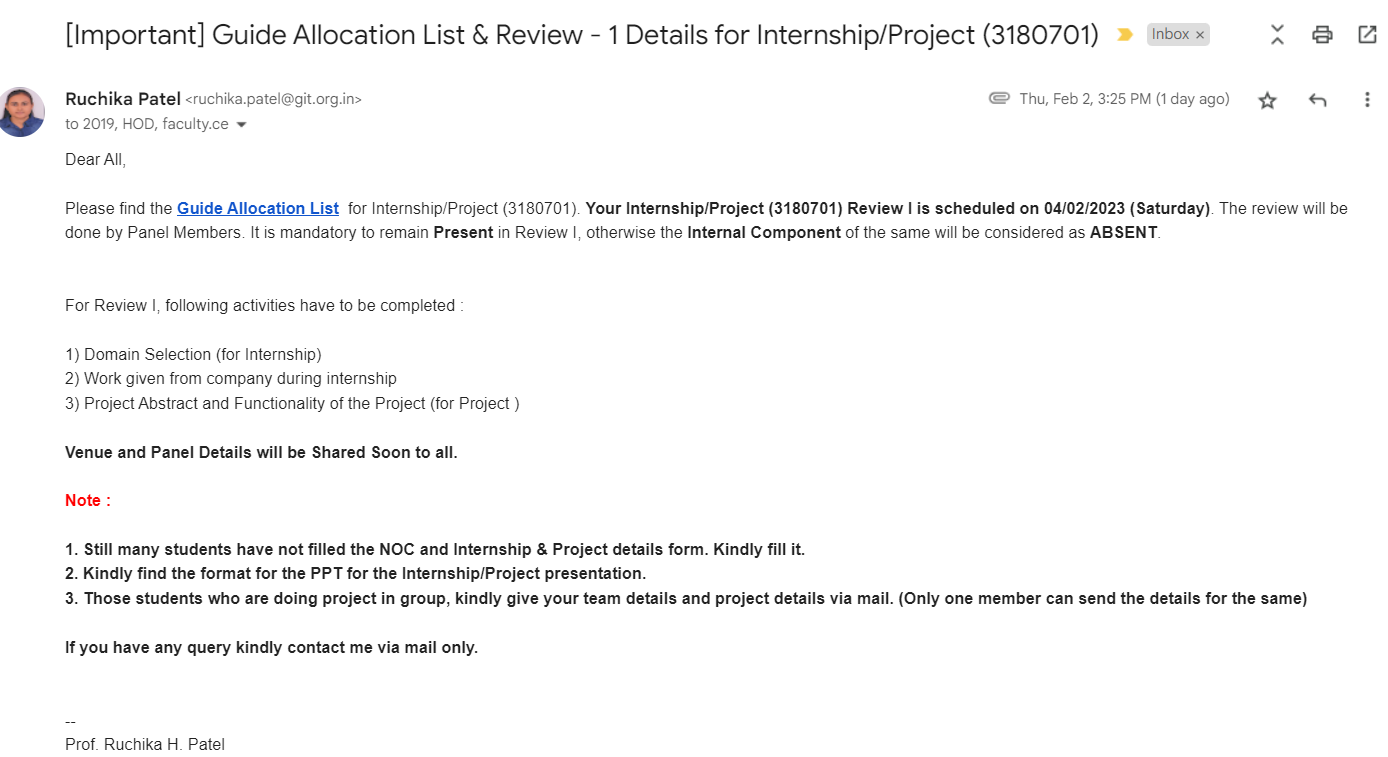 [Important] Guide Allocation List & Review - 1 Details for Internship/Project (3180701) Inbox ×
Ruchika Patel <ruchika.patel@git.org.in> Thu, Feb 2, 3:25 PM (1 day ago)
to 2019, HOD, faculty.ce
Dear All,
Please find the Guide Allocation List for Internship/Project (3180701). Your Internship/Project (3180701) Review I is scheduled on 04/02/2023 (Saturday). The review will be
done by Panel Members. It is mandatory to remain Present in Review I, otherwise the Internal Component of the same will be considered as ABSENT.
For Review I, following activities have to be completed :
1) Domain Selection (for Internship)
2) Work given from company during internship
3) Project Abstract and Functionality of the Project (for Project )
Venue and Panel Details will be Shared Soon to all.
Note :
1. Still many students have not filled the NOC and Internship & Project details form. Kindly fill it.
2. Kindly find the format for the PPT for the Internship/Project presentation.
3. Those students who are doing project in group, kindly give your team details and project details via mail. (Only one member can send the details for the same)
If you have any query kindly contact me via mail only.
--
Prof. Ruchika H. Patel